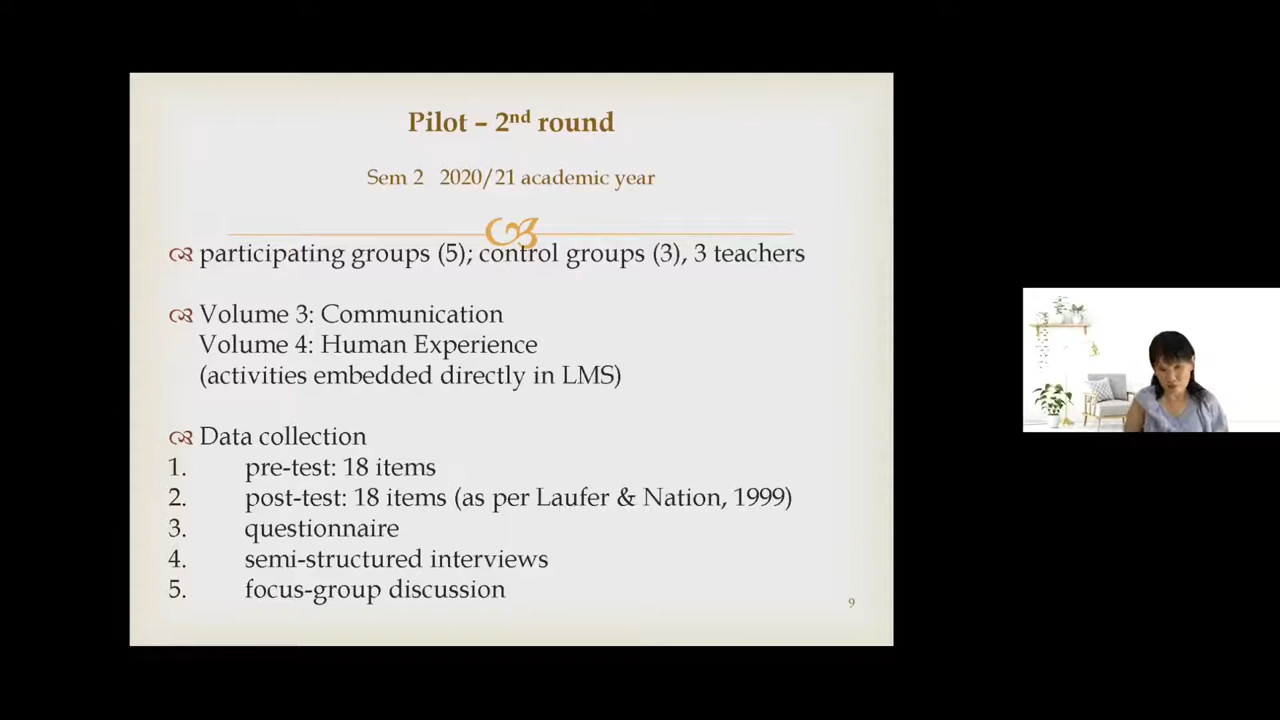 Pilot – 2nd round
Sem 2 2020/21 academic year
participating groups (5); control groups (3), 3 teachers
Volume 3: Communication
Volume 4: Human Experience
(activities embedded directly in LMS)
Data collection
1. pre-test: 18 items
2. post-test: 18 items (as per Laufer & Nation, 1999)
3. questionnaire
4. semi-structured interviews
5. focus-group discussion
9